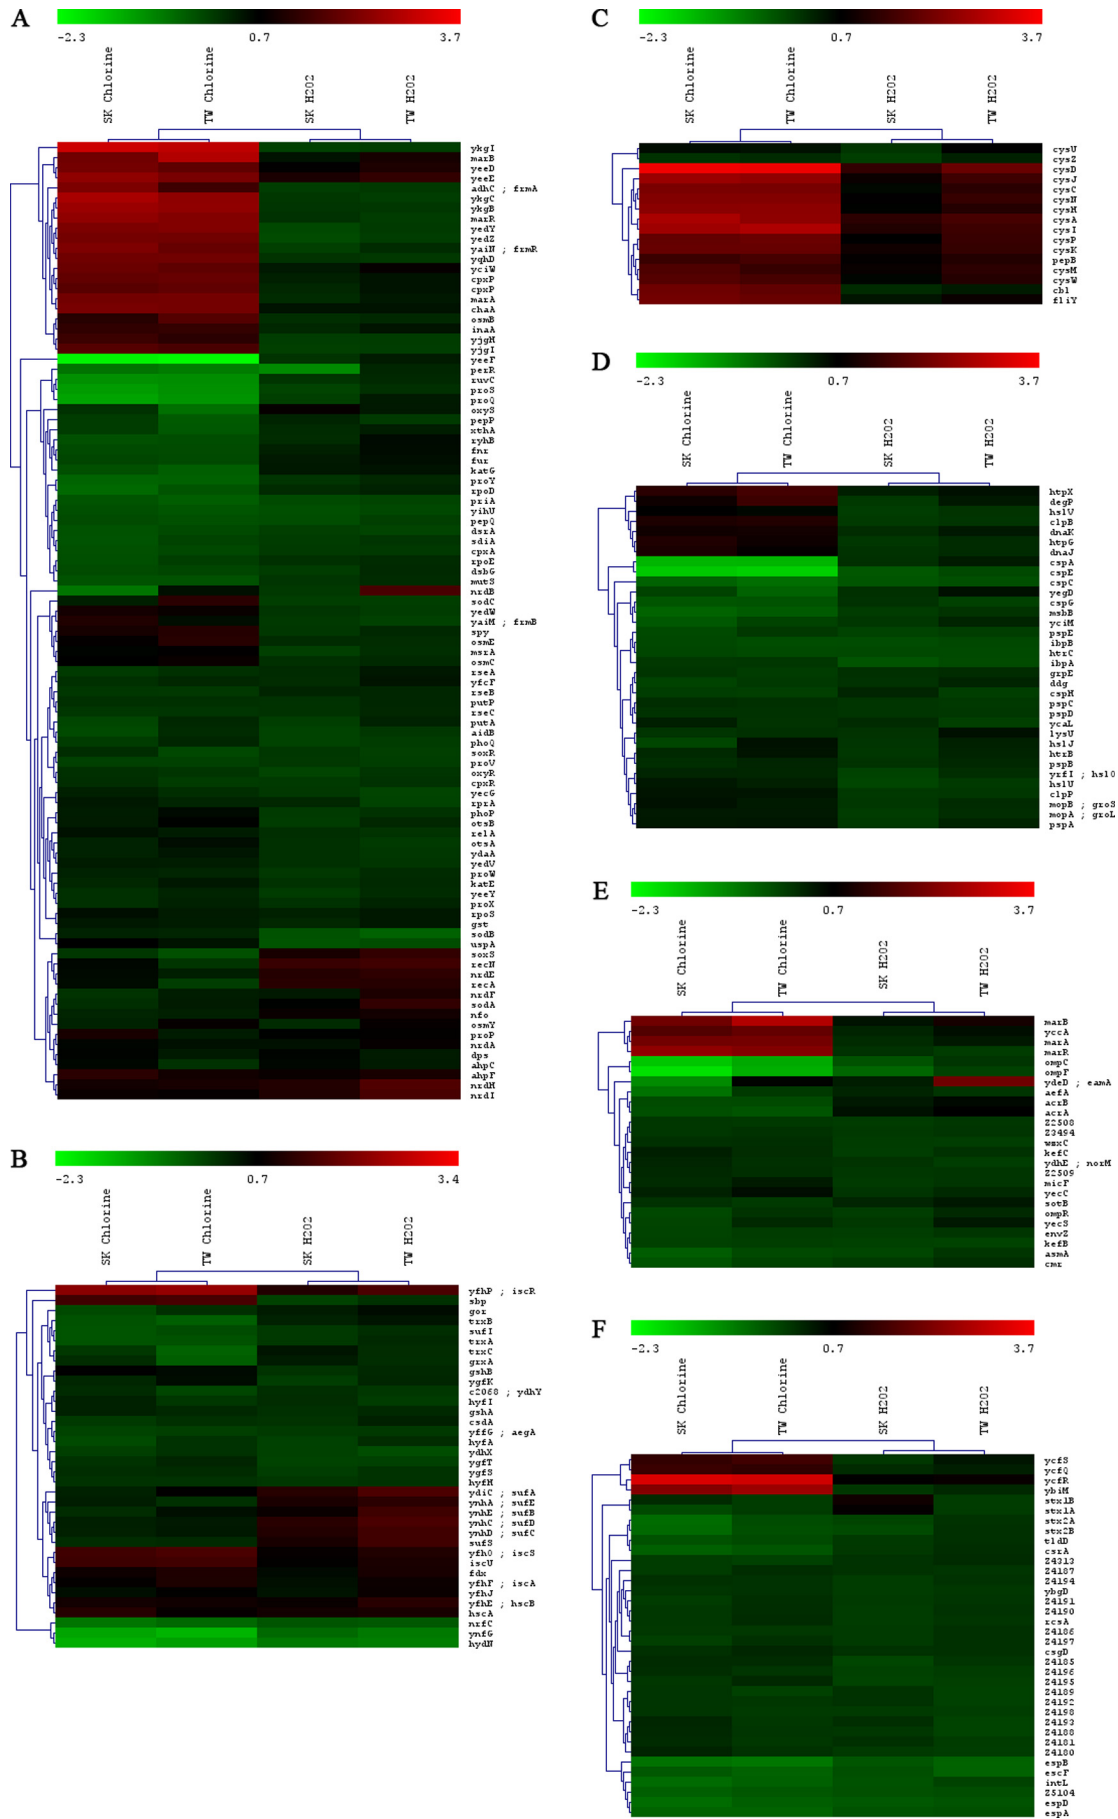 A
-2.3 0.7 3.7
SK Chlorine
TW Chlorine
SK H2O2
TW H2O2
ykgI
marB
yeeD
yeeE
adhC ; frmA
ykgC
ykgB
marR
yedY
yedZ
yaiN ; frmR
yqhD
yciW
cpxP
cpxP
marA
chaA
osmB
inaA
yjgH
yjgI
yeeF
perR
ruvC
proS
proQ
oxyS
pepP
xthA
ryhB
fnr
fur
katG
proY
rpoD
priA
yihU
pepQ
dsrA
sdiA
cpxA
rpoE
dsbG
mutS
nrdB
sodC
yedW
yaiM ; frmB
spy
osmE
msrA
osmC
rseA
yfcF
rseB
putP
rseC
putA
aidB
phoQ
soxR
proV
oxyR
cpxR
yecG
rprA
phoP
otsB
relA
otsA
ydaA
yedV
proW
katE
yeeY
proX
rpoS
gst
sodB
uspA
soxS
recN
nrdE
recA
nrdF
sodA
nfo
osmY
proP
nrdA
dps
ahpC
ahpF
nrdH
nrdI
B
-2.3 0.7 3.4
SK Chlorine
TW Chlorine
SK H2O2
TW H2O2
yfhP ; iscR
sbp
gor
trxB
sufI
trxA
trxC
grxA
gshB
ygfK
c2068 ; ydhY
hyfI
gshA
csdA
yffG ; aegA
hyfA
ydhX
ygfT
ygfS
hyfH
ydiC ; sufA
ynhA ; sufE
ynhE ; sufB
ynhC ; sufD
ynhD ; sufC
sufS
yfhO ; iscS
iscU
fdx
yfhF ; iscA
yfhJ
yfhE ; hscB
hscA
nrfC
ynfG
hydN
C
-2.3 0.7 3.7
SK Chlorine
TW Chlorine
SK H2O2
TW H2O2
cysU
cysZ
cysD
cysJ
cysC
cysN
cysH
cysA
cysI
cysP
cysK
pepB
cysM
cysW
cbl
fliY
D
-2.3 0.7 3.7
SK Chlorine
TW Chlorine
SK H2O2
TW H2O2
htpX
degP
hslV
clpB
dnaK
htpG
dnaJ
cspA
cspE
cspC
yegD
cspG
msbB
yciM
pspE
ibpB
htrC
ibpA
grpE
ddg
cspH
pspC
pspD
ycaL
lysU
hslJ
htrB
pspB
yrfI ; hslO
hslU
clpP
mopB ; groS
mopA ; groL
pspA
E
-2.3 0.7 3.7
SK Chlorine
TW Chlorine
SK H2O2
TW H2O2
marB
yccA
marA
marR
ompC
ompF
ydeD ; eamA
aefA
acrB
acrA
Z2508
Z3494
wzxC
kefC
ydhE ; norM
Z2509
micF
yecC
sotB
ompR
yecS
envZ
kefB
asmA
cmr
F
-2.3 0.7 3.7
SK Chlorine
TW Chlorine
SK H2O2
TW H2O2
ycfS
ycfQ
ycfR
ybiM
stx1B
stx1A
stx2A
stx2B
tldD
csrA
Z4313
Z4187
Z4194
ybgD
Z4191
Z4190
rcsA
Z4186
Z4197
csgD
Z4185
Z4196
Z4195
Z4189
Z4192
Z4198
Z4193
Z4188
Z4181
Z4180
espB
escF
intL
Z5104
espD
espA